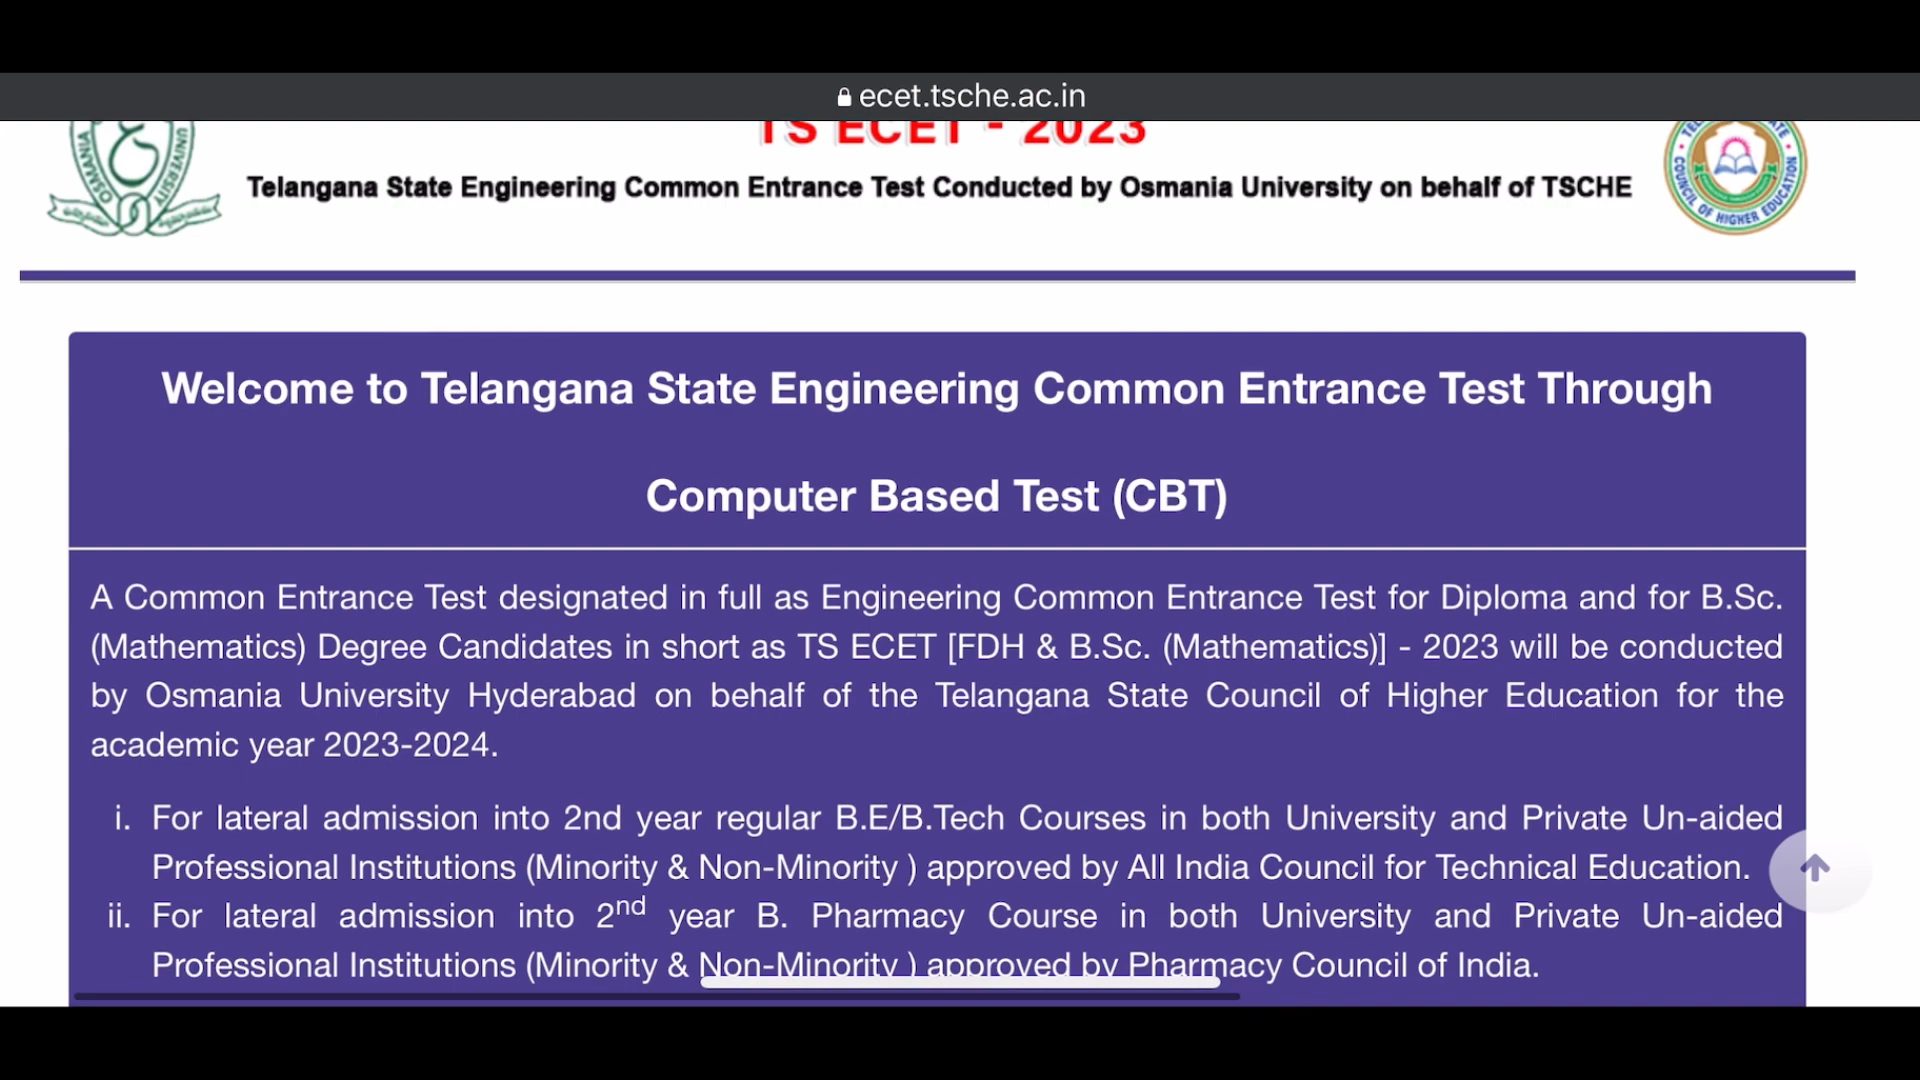 ecet.tsche.ac.in
TS ECET - 2023
Telangana State Engineering Common Entrance Test Conducted by Osmania University on behalf of TSCHE
OSMANIA UNIVERSITY
COUNCIL OF HIGHER EDUCATION
Welcome to Telangana State Engineering Common Entrance Test Through
Computer Based Test (CBT)
A Common Entrance Test designated in full as Engineering Common Entrance Test for Diploma and for B.Sc.
(Mathematics) Degree Candidates in short as TS ECET [FDH & B.Sc. (Mathematics)] - 2023 will be conducted
by Osmania University Hyderabad on behalf of the Telangana State Council of Higher Education for the
academic year 2023-2024.
i. For lateral admission into 2nd year regular B.E/B.Tech Courses in both University and Private Un-aided
Professional Institutions (Minority & Non-Minority ) approved by All India Council for Technical Education.
ii. For lateral admission into 2nd year B. Pharmacy Course in both University and Private Un-aided
Professional Institutions (Minority & Non-Minority ) approved by Pharmacy Council of India.